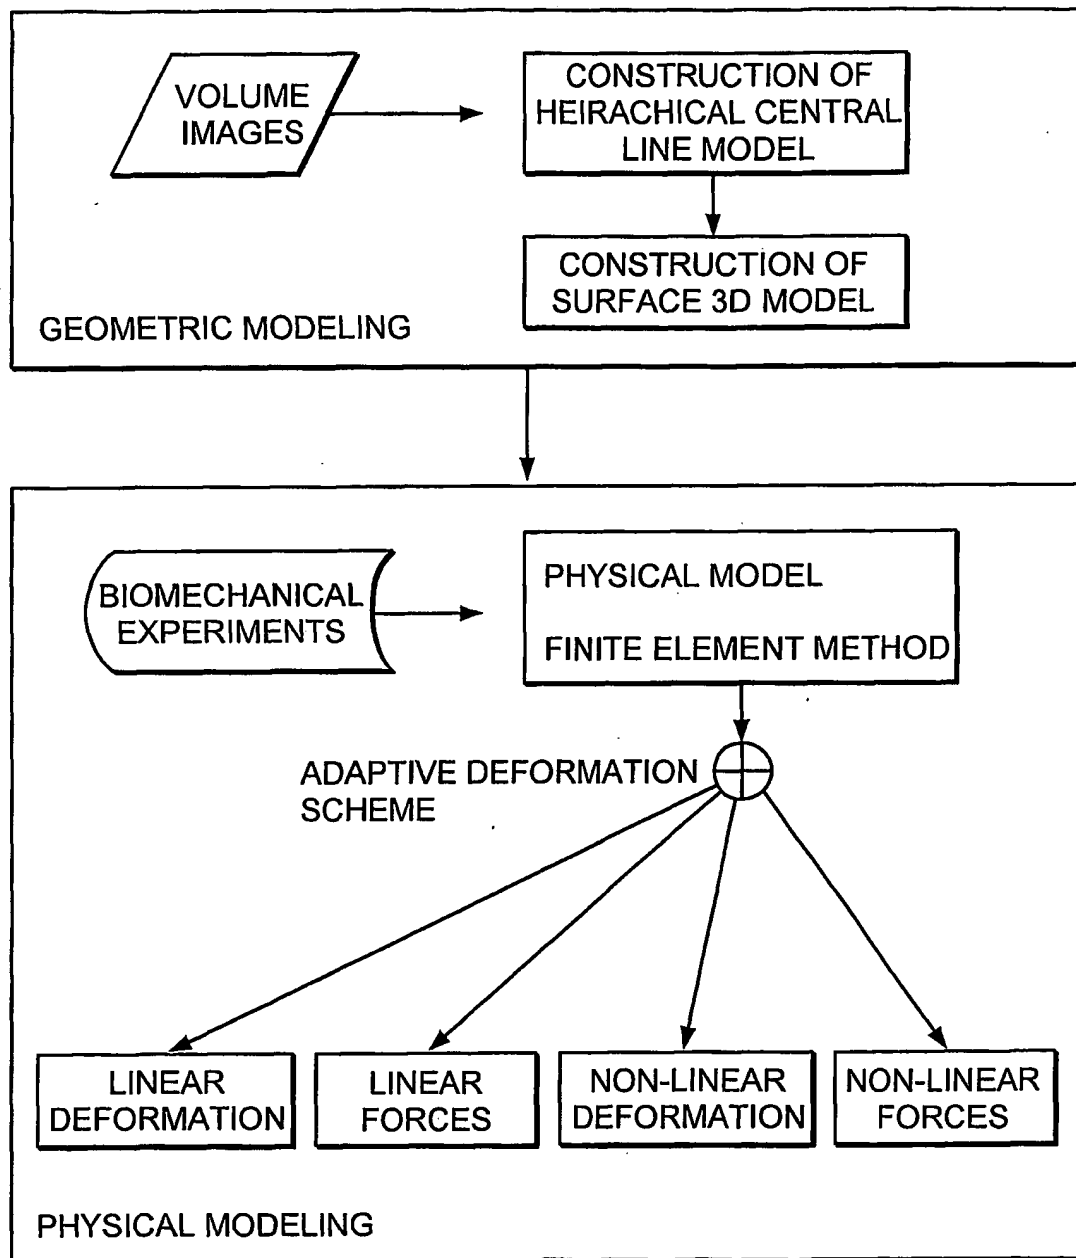 VOLUME
IMAGES
CONSTRUCTION OF
HEIRACHICAL CENTRAL
LINE MODEL
CONSTRUCTION OF
SURFACE 3D MODEL
GEOMETRIC MODELING
BIOMECHANICAL
EXPERIMENTS
PHYSICAL MODEL
FINITE ELEMENT METHOD
ADAPTIVE DEFORMATION
SCHEME
LINEAR
DEFORMATION
LINEAR
FORCES
NON-LINEAR
DEFORMATION
NON-LINEAR
FORCES
PHYSICAL MODELING